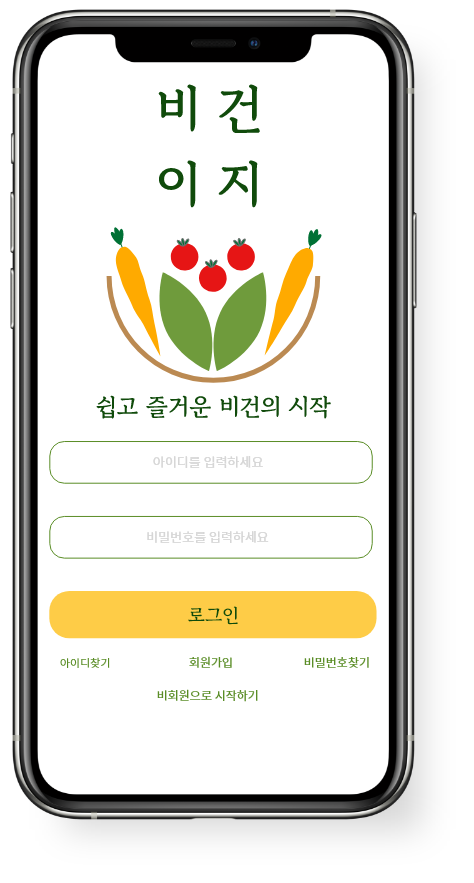 비 건
이 지
쉽고 즐거운 비건의 시작
아이디를 입력하세요
비밀번호를 입력하세요
로그인
아이디찾기 회원가입 비밀번호찾기
비회원으로 시작하기